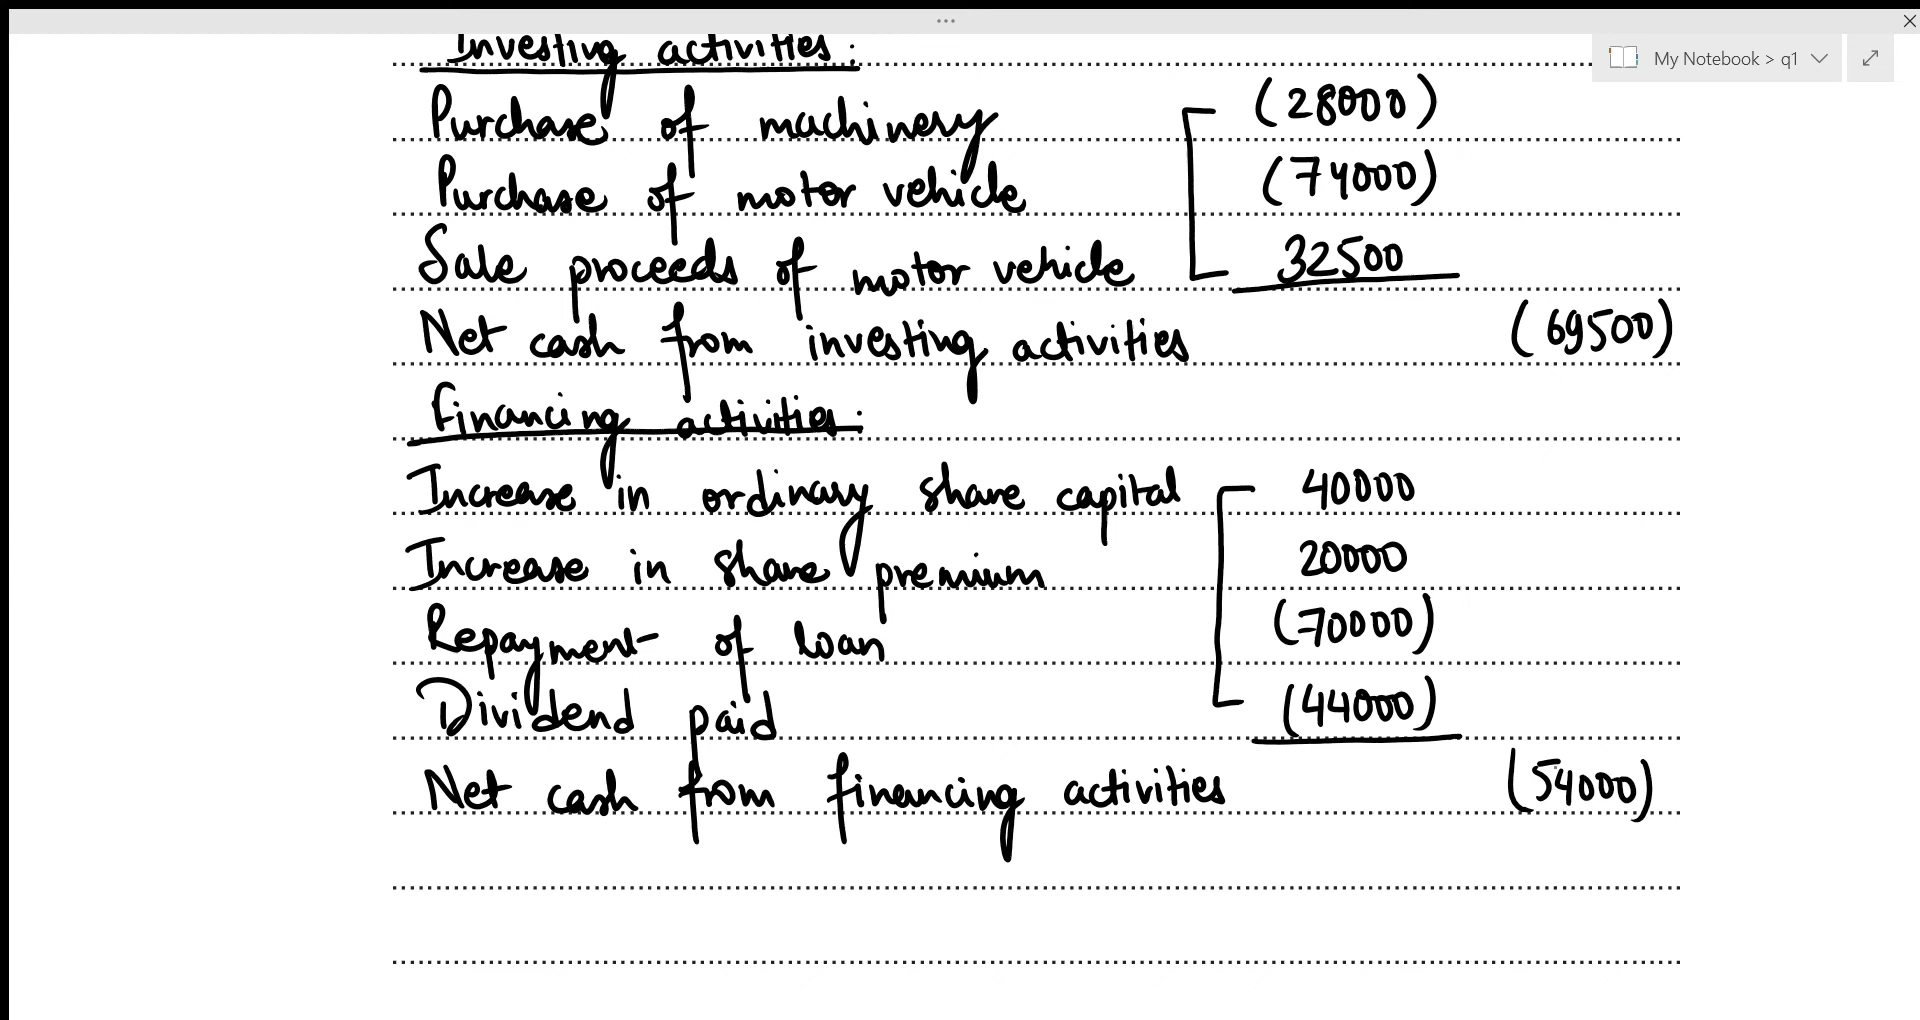 ...
My Notebook > q1
Investing activities:
Purchase of machinery (28000)
Purchase of motor vehicle (74000)
Sale proceeds of motor vehicle 32500
Net cash from investing activities (69500)
Financing activities:
Increase in ordinary share capital 40000
Increase in share premium 20000
Repayment of loan (70000)
Dividend paid (44000)
Net cash from financing activities (54000)